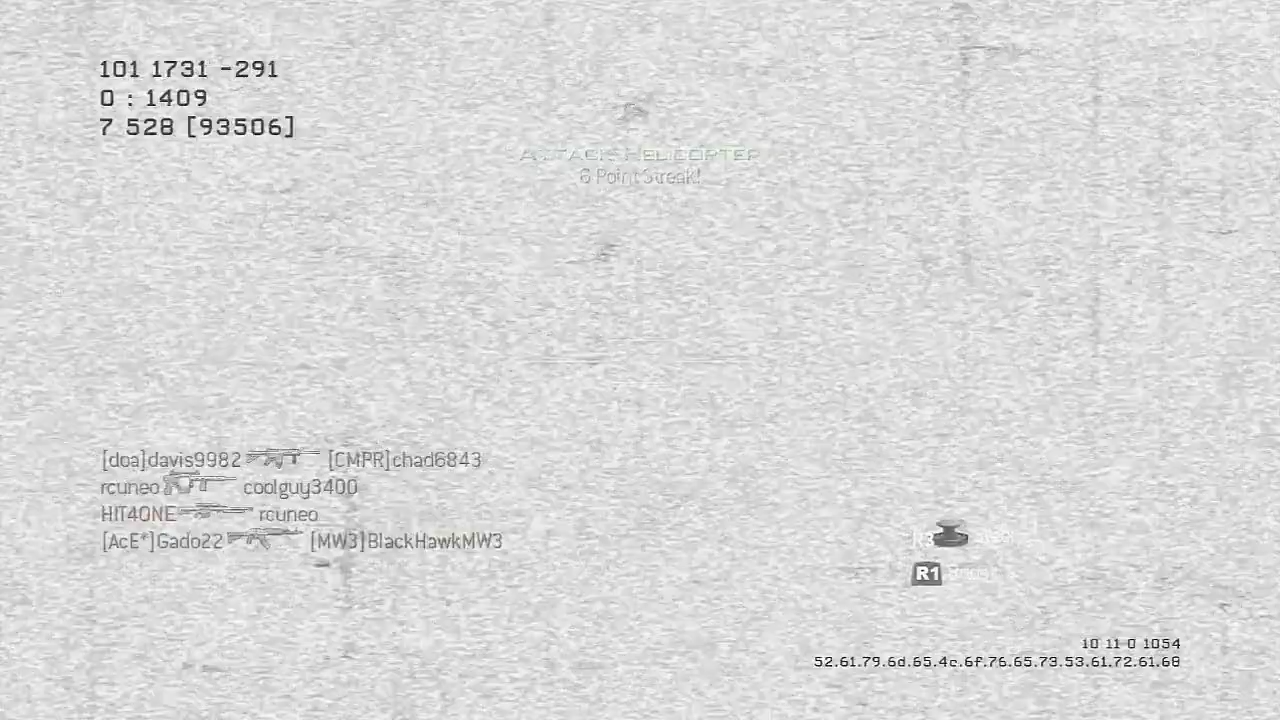 101 1731 -291
0 : 1409
7 528 [93506]
ATTACK HELICOPTER
6 Point Streak!
[doa]davis9982 [CMPR]chad6843
rcuneo coolguy3400
HIT4ONE rcuneo
[AcE*]Gado22 [MW3]BlackHawkMW3
R3
R1 Boost
10 11 0 1054
52.61.79.6d.65.4c.6f.76.65.73.53.61.72.61.68